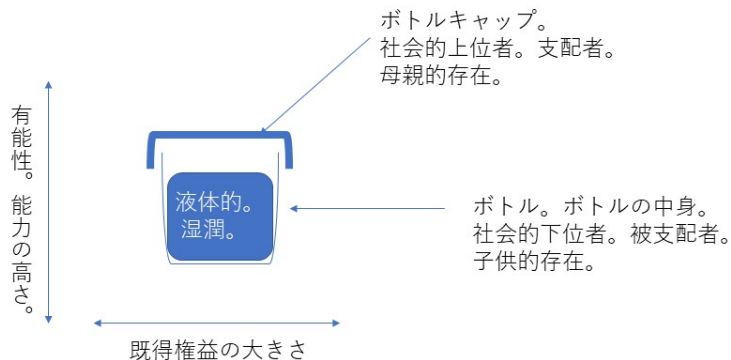 ボトルキャップ。
社会的上位者。支配者。
母親的存在。
有能性。能力の高さ。
液体的。
湿潤。
ボトル。ボトルの中身。
社会的下位者。被支配者。
子供的存在。
既得権益の大きさ